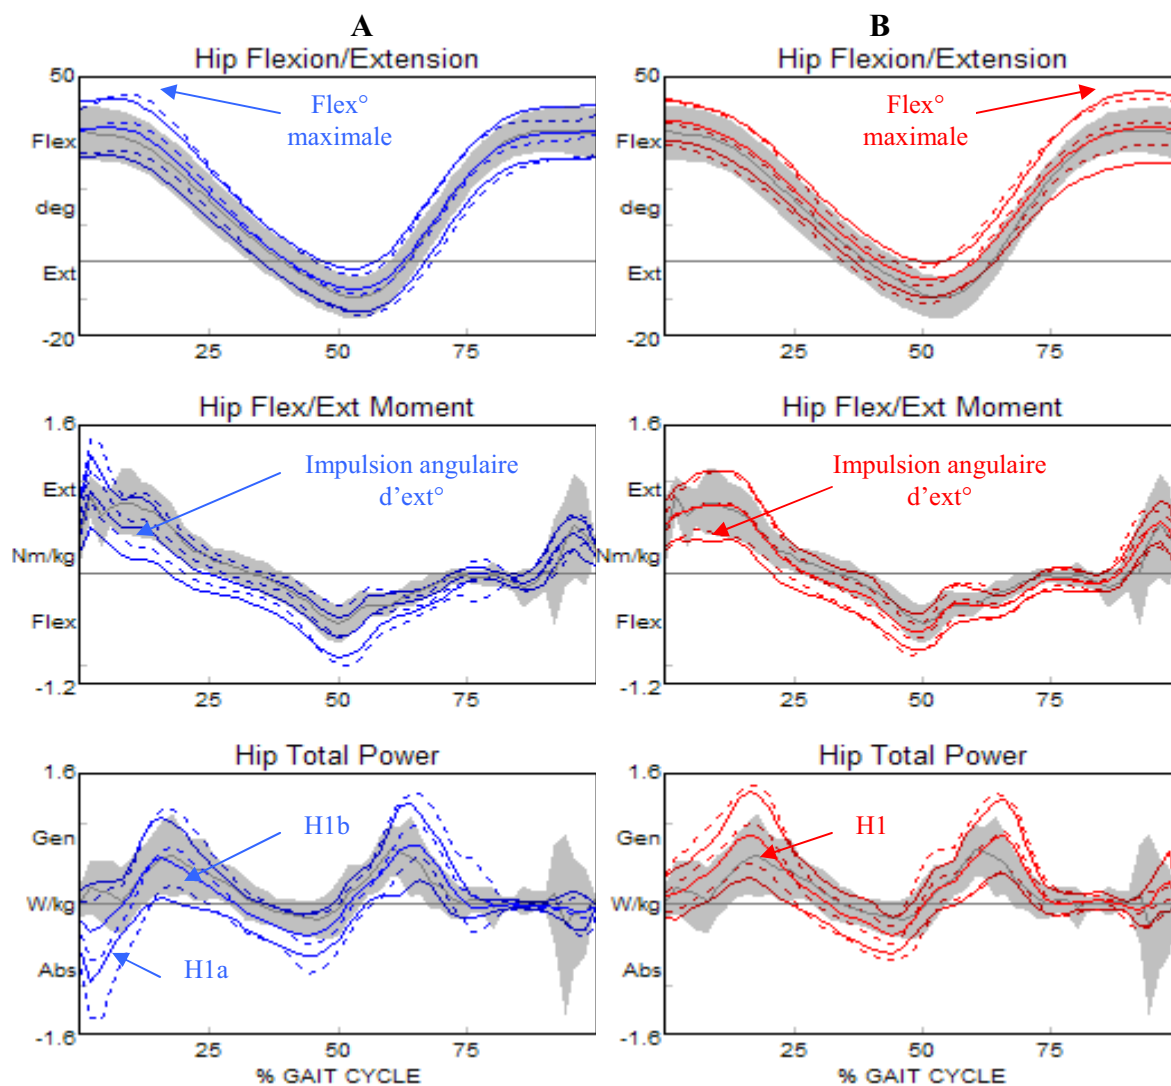 A
B
Hip Flexion/Extension
Hip Flexion/Extension
50
Flex
deg
Ext
-20
25
50
75
Flex°
maximale
50
Flex
deg
Ext
-20
25
50
75
Flex°
maximale
Hip Flex/Ext Moment
Hip Flex/Ext Moment
1.6
Ext
Nm/kg
Flex
-1.2
25
50
75
Impulsion angulaire
d'ext°
1.6
Ext
Nm/kg
Flex
-1.2
25
50
75
Impulsion angulaire
d'ext°
Hip Total Power
Hip Total Power
1.6
Gen
W/kg
Abs
-1.6
25
50
75
% GAIT CYCLE
H1b
H1a
1.6
Gen
W/kg
Abs
-1.6
25
50
75
% GAIT CYCLE
H1